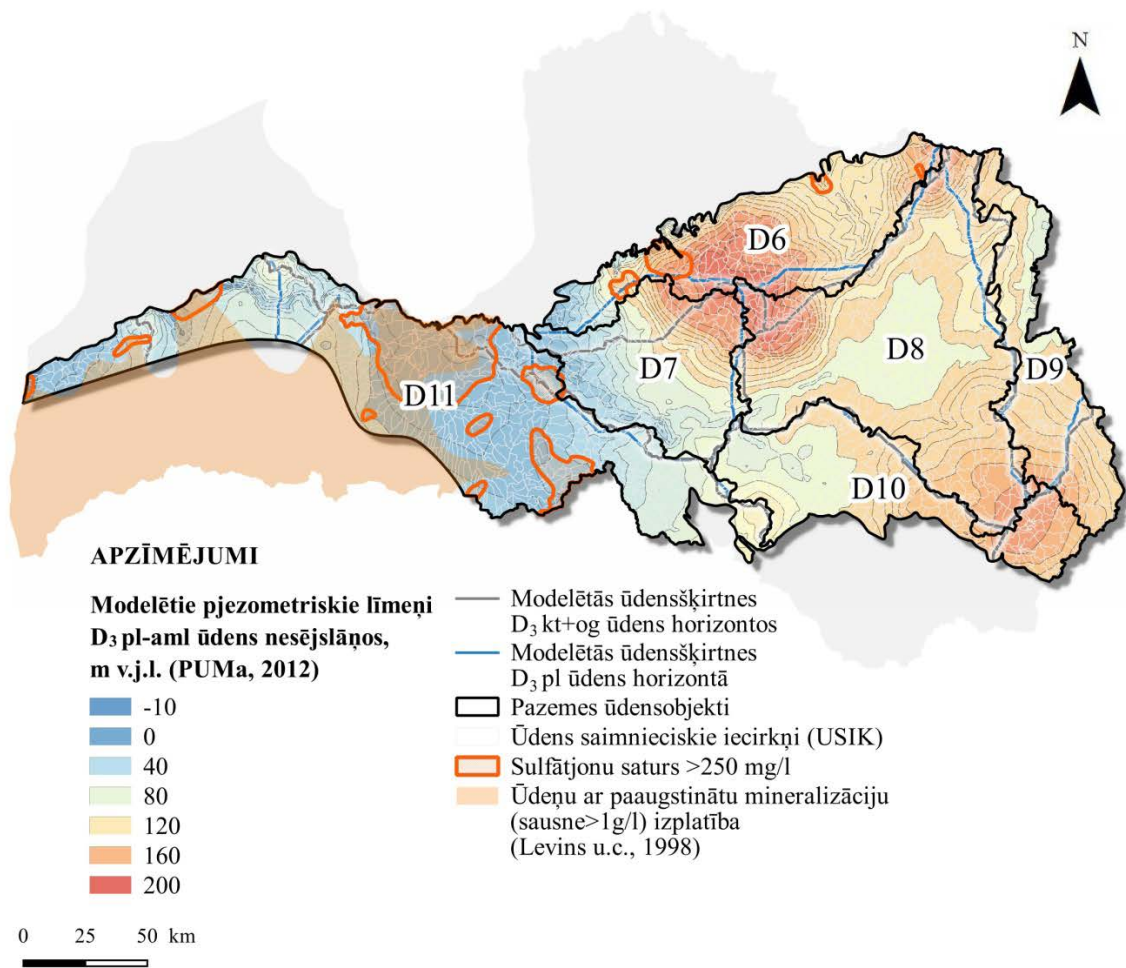 N
D6
D8
D7
D9
D11
D10
APZĪMĒJUMI
Modelētie pjezometriskie līmeņi
D₃ pl-aml ūdens nesējslāņos,
m v.j.l. (PUMa, 2012)
-10
0
40
80
120
160
200
Modelētās ūdensšķirtnes
D₃ kt+og ūdens horizontos
Modelētās ūdensšķirtnes
D₃ pl ūdens horizontā
Pazemes ūdensobjekti
Ūdens saimnieciskie iecirkņi (USIK)
Sulfātjonu saturs >250 mg/l
Ūdeņu ar paaugstinātu mineralizāciju
(sausne>1g/l) izplatība
(Levins u.c., 1998)
0 25 50 km